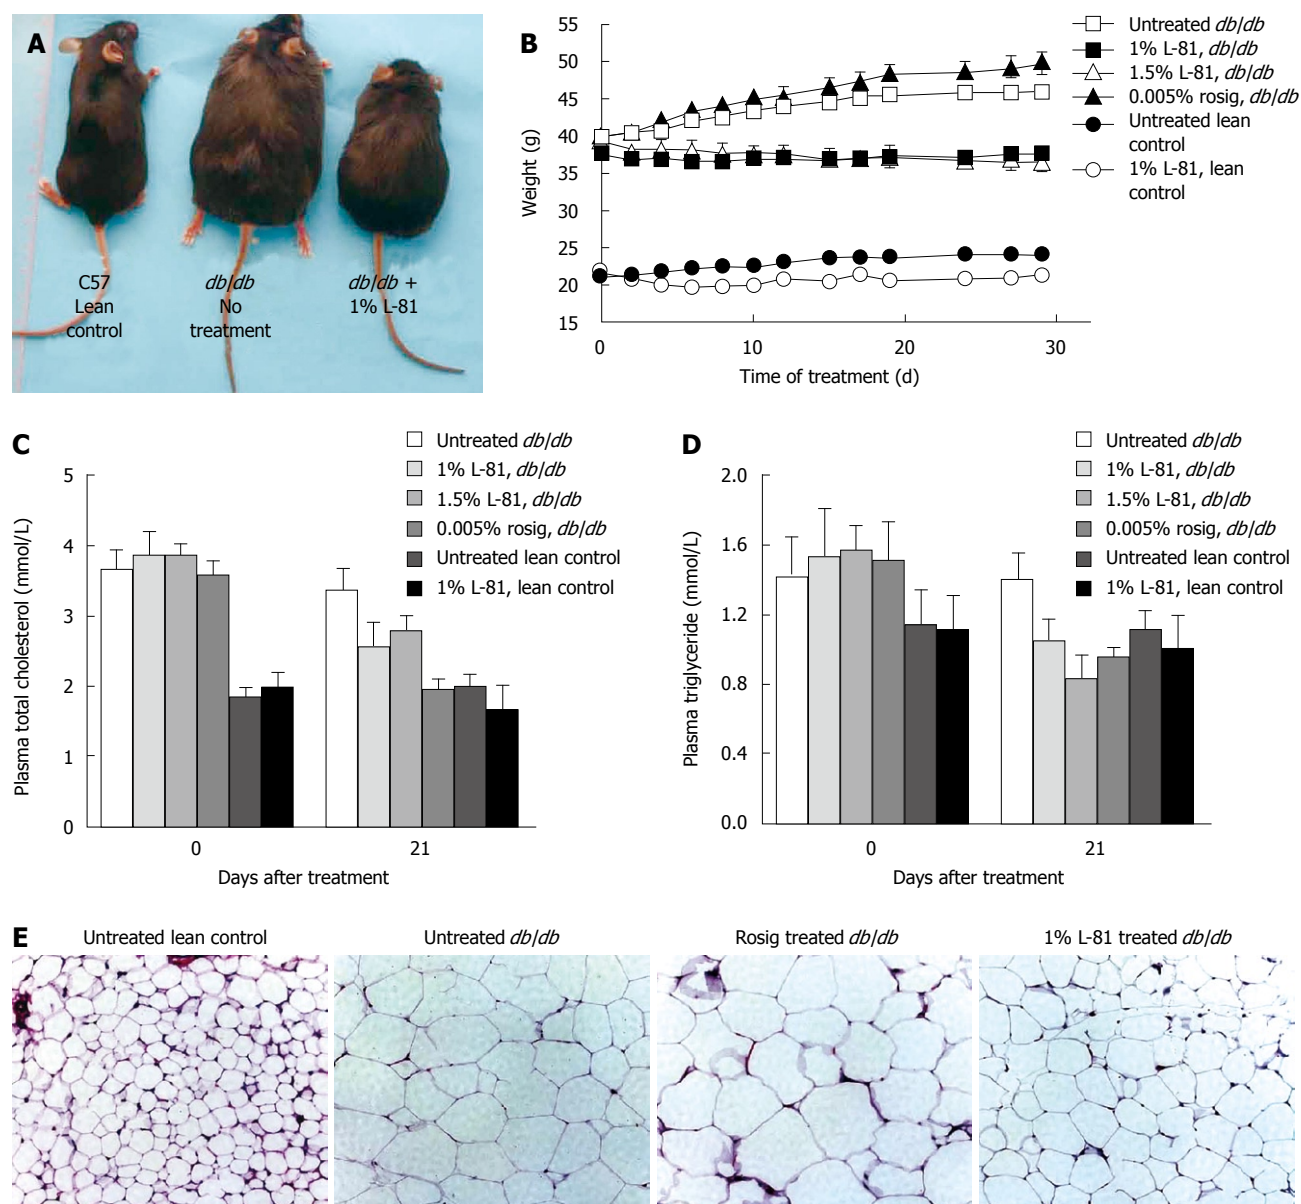 A
C57
Lean
control
db/db
No
treatment
db/db +
1% L-81
B
55
50
45
40
35
30
25
20
15
Weight (g)
0
10
20
30
Time of treatment (d)
Untreated db/db
1% L-81, db/db
1.5% L-81, db/db
0.005% rosig, db/db
Untreated lean
control
1% L-81, lean
control
C
Untreated db/db
1% L-81, db/db
1.5% L-81, db/db
0.005% rosig, db/db
Untreated lean control
1% L-81, lean control
5
4
3
2
1
0
Plasma total cholesterol (mmol/L)
0
21
Days after treatment
D
Untreated db/db
1% L-81, db/db
1.5% L-81, db/db
0.005% rosig, db/db
Untreated lean control
1% L-81, lean control
2.0
1.6
1.2
0.8
0.4
0.0
Plasma triglyceride (mmol/L)
0
21
Days after treatment
E
Untreated lean control
Untreated db/db
Rosig treated db/db
1% L-81 treated db/db